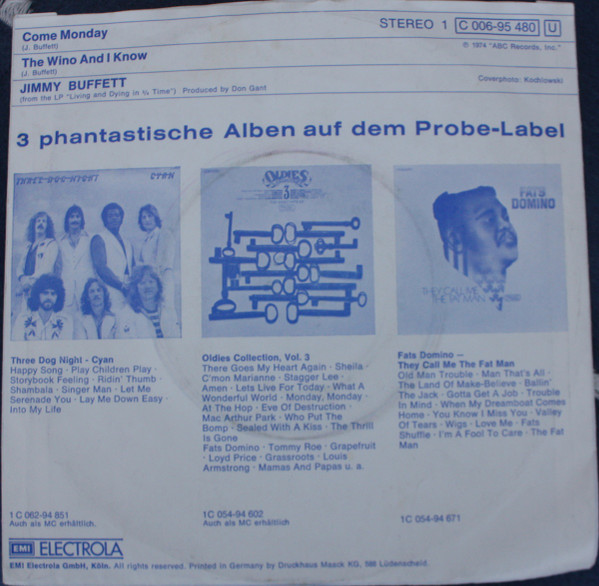 Come Monday
(J. Buffett)
STEREO 1 C 006-95 480 U
The Wino And I Know
(J. Buffett)
℗ 1974 "ABC Records, Inc."
JIMMY BUFFETT
(from the LP "Living and Dying in ¾ Time") Produced by Don Gant
Coverphoto: Kochlowski
3 phantastische Alben auf dem Probe-Label
THREE DOG NIGHT CYAN
OLDIES
3
FATS
DOMINO
THEY CALL ME
THE FAT MAN
Three Dog Night - Cyan
Happy Song · Play Children Play ·
Storybook Feeling · Ridin' Thumb ·
Shambala · Singer Man · Let Me
Serenade You · Lay Me Down Easy ·
Into My Life
1 C 062-94 851
Auch als MC erhältlich.
Oldies Collection, Vol. 3
There Goes My Heart Again · Sheila ·
C'mon Marianne · Stagger Lee ·
Amen · Lets Live For Today · What A
Wonderful World · Monday, Monday ·
At The Hop · Eve Of Destruction ·
Mac Arthur Park · Who Put The
Bomp · Sealed With A Kiss · The Thrill
Is Gone
Fats Domino · Tommy Roe · Grapefruit
· Loyd Price · Grassroots · Louis
Armstrong · Mamas And Papas u. a.
1C 054-94 602
Auch als MC erhältlich.
Fats Domino —
They Call Me The Fat Man
Old Man Trouble · Man That's All ·
The Land Of Make-Believe · Ballin'
The Jack · Gotta Get A Job · Trouble
In Mind · When My Dreamboat Comes
Home · You Know I Miss You · Valley
Of Tears · Wigs · Love Me · Fats
Shuffle · I'm A Fool To Care · The Fat
Man
1C 054-94 671
EMI ELECTROLA
EMI Electrola GmbH, Köln. All rights reserved. Printed in Germany by Druckhaus Maack KG, 588 Lüdenscheid.